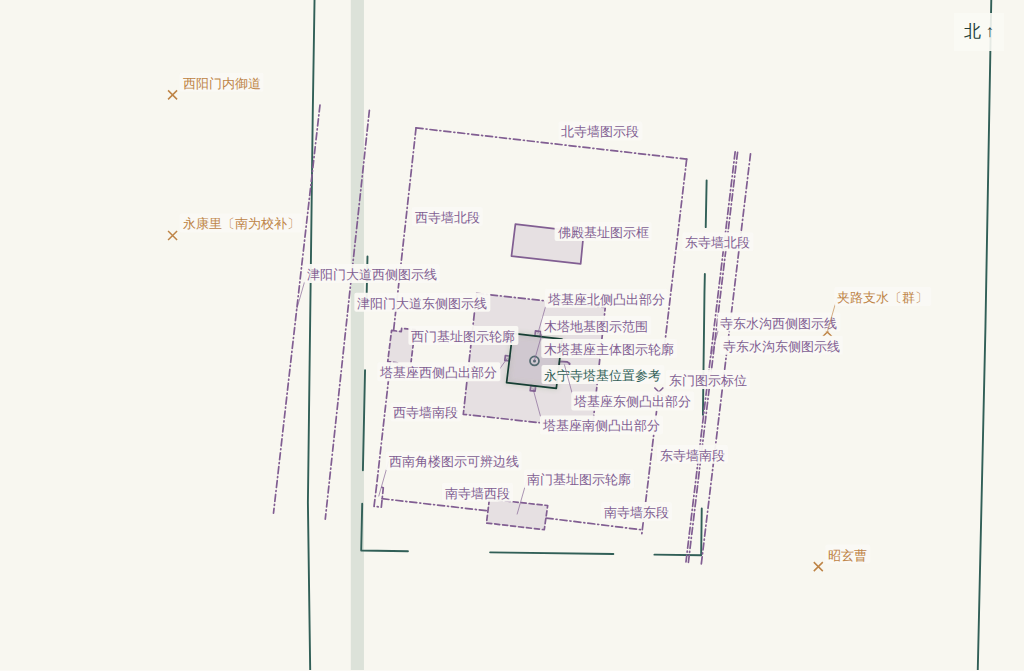 北 ↑
西阳门内御道
北寺墙图示段
西寺墙北段
永康里〔南为校补〕
佛殿基址图示框
东寺墙北段
津阳门大道西侧图示线
夹路支水〔群〕
塔基座北侧凸出部分
津阳门大道东侧图示线
寺东水沟西侧图示线
木塔地基图示范围
西门基址图示轮廓
寺东水沟东侧图示线
木塔基座主体图示轮廓
塔基座西侧凸出部分
永宁寺塔基位置参考
东门图示标位
塔基座东侧凸出部分
西寺墙南段
塔基座南侧凸出部分
东寺墙南段
西南角楼图示可辨边线
南门基址图示轮廓
南寺墙西段
南寺墙东段
昭玄曹